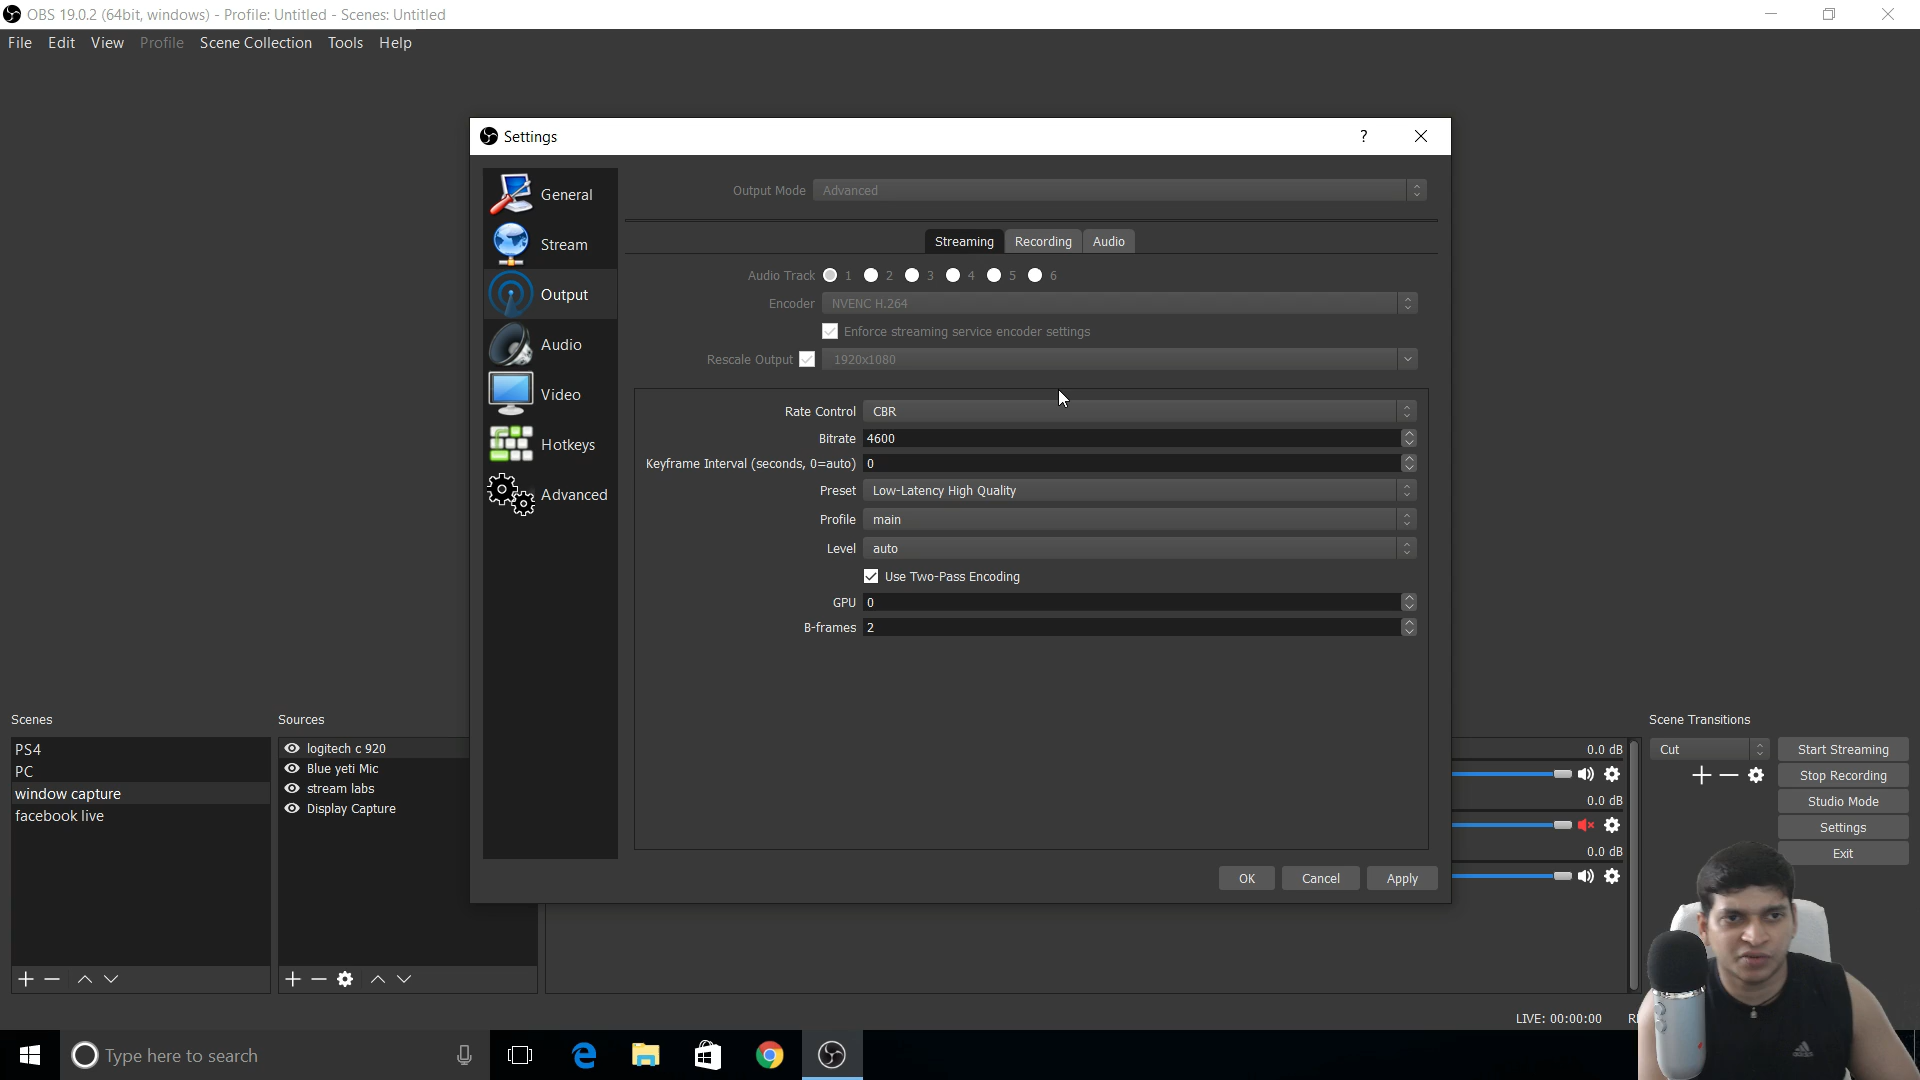 OBS 19.0.2 (64bit, windows) - Profile: Untitled - Scenes: Untitled
File Edit View Profile Scene Collection Tools Help
Settings
?
General
Stream
Output
Audio
Video
Hotkeys
Advanced
Output Mode Advanced
Streaming Recording Audio
Audio Track 1 2 3 4 5 6
Encoder NVENC H.264
Enforce streaming service encoder settings
Rescale Output 1920x1080
Rate Control CBR
Bitrate 4600
Keyframe Interval (seconds, 0=auto) 0
Preset Low-Latency High Quality
Profile main
Level auto
Use Two-Pass Encoding
GPU 0
B-frames 2
OK Cancel Apply
Scenes
PS4
PC
window capture
facebook live
Sources
logitech c 920
Blue yeti Mic
stream labs
Display Capture
0.0 dB
0.0 dB
0.0 dB
Scene Transitions
Cut
Start Streaming
Stop Recording
Studio Mode
Settings
Exit
LIVE: 00:00:00
Type here to search